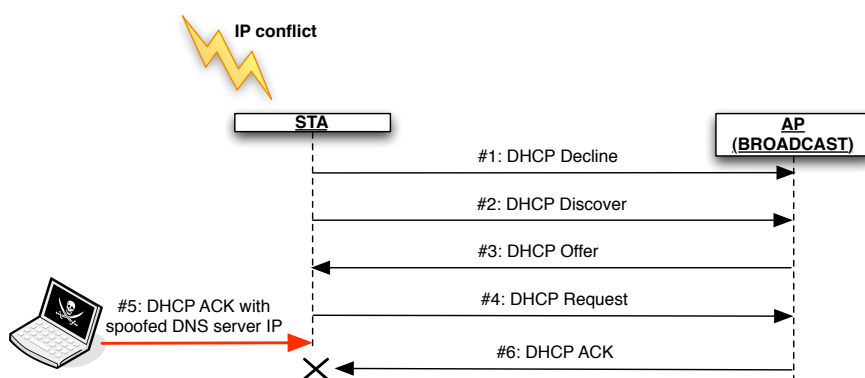 IP conflict
STA
AP
(BROADCAST)
#1: DHCP Decline
#2: DHCP Discover
#3: DHCP Offer
#4: DHCP Request
#5: DHCP ACK with
spoofed DNS server IP
#6: DHCP ACK